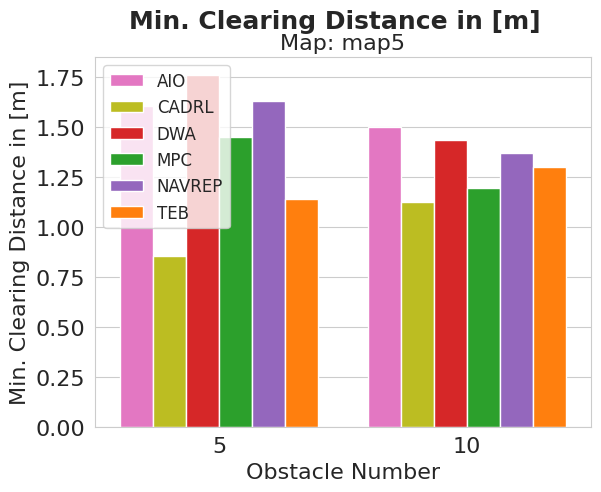 Min. Clearing Distance in [m]
Map: map5
Min. Clearing Distance in [m]
1.75
1.50
1.25
1.00
0.75
0.50
0.25
0.00
AIO
CADRL
DWA
MPC
NAVREP
TEB
5
10
Obstacle Number